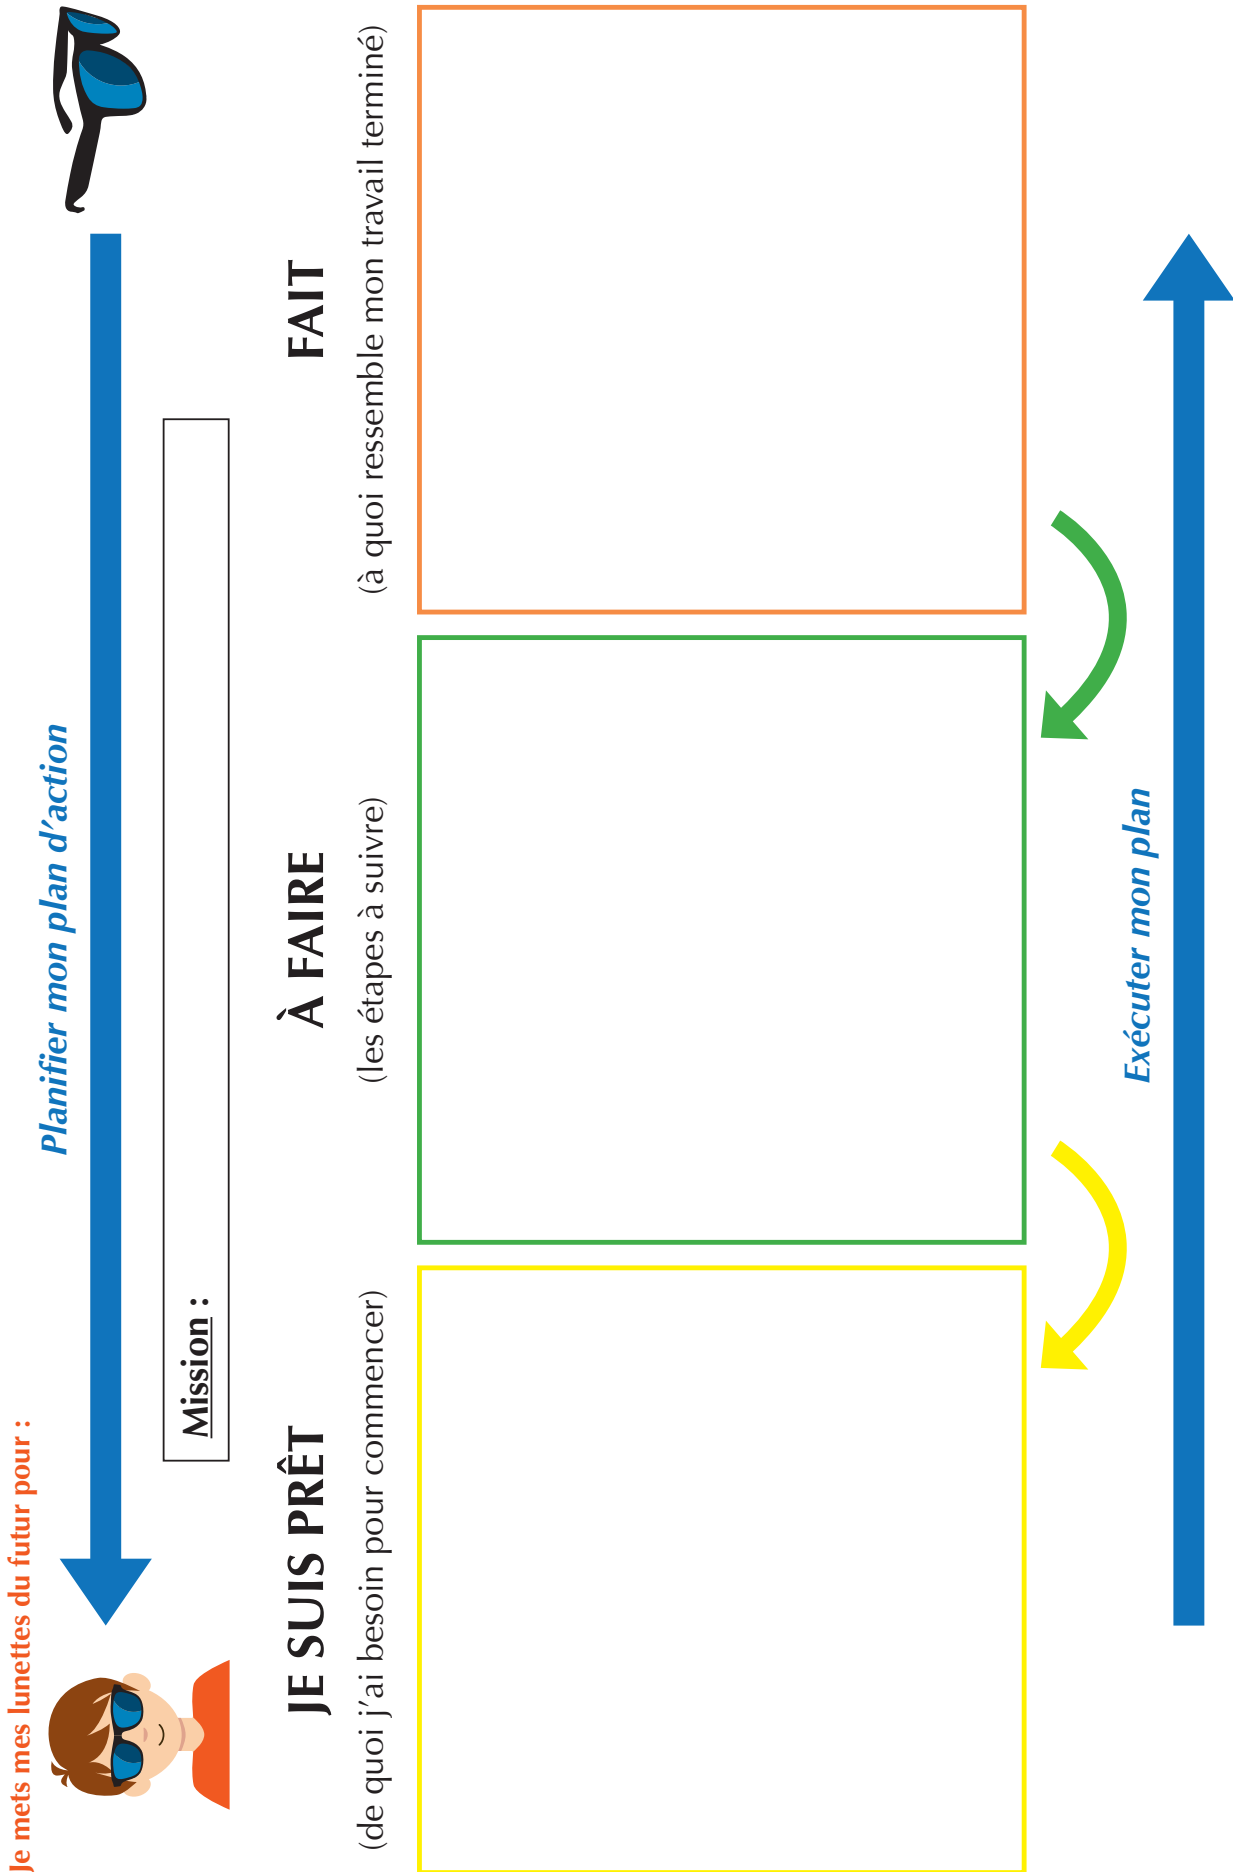 Je mets mes lunettes du futur pour :
Planifier mon plan d’action
Mission :
JE SUIS PRÊT
(de quoi j’ai besoin pour commencer)
À FAIRE
(les étapes à suivre)
FAIT
(à quoi ressemble mon travail terminé)
Exécuter mon plan